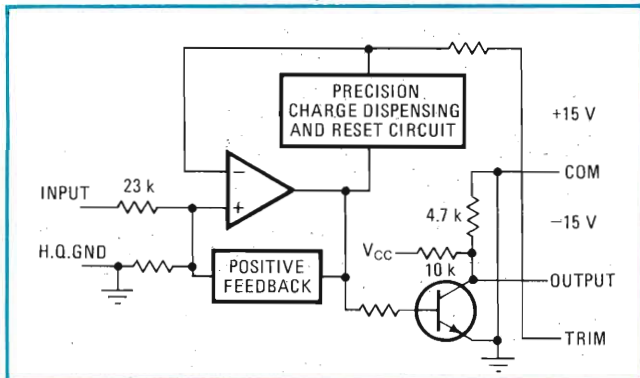 PRECISION
CHARGE DISPENSING
AND RESET CIRCUIT
+15 V
COM
INPUT
23 k
−
+
4.7 k
−15 V
H.Q.GND
POSITIVE
FEEDBACK
VCC
10 k
OUTPUT
TRIM